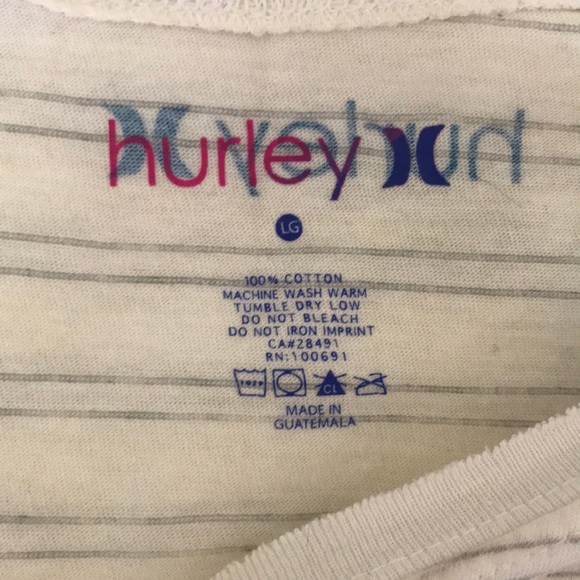 hurley
LG
100% COTTON
MACHINE WASH WARM
TUMBLE DRY LOW
DO NOT BLEACH
DO NOT IRON IMPRINT
CA#28491
RN:100691
CL
MADE IN
GUATEMALA